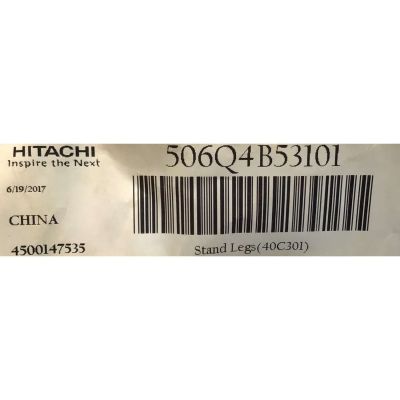 HITACHI
Inspire the Next
506Q4B53101
6/19/2017
CHINA
4500147535
Stand Legs(40C301)